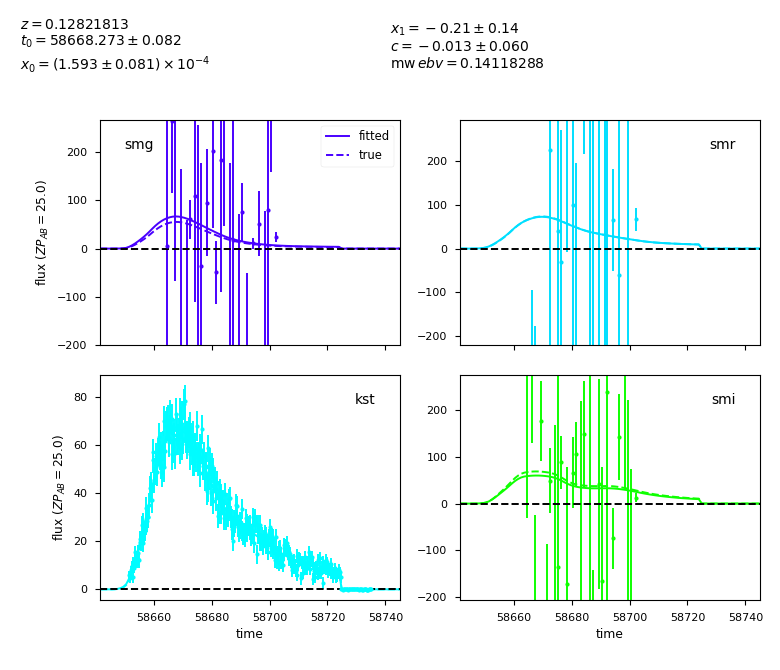 z = 0.12821813
t₀ = 58668.273 ± 0.082
x₀ = (1.593 ± 0.081) × 10⁻⁴
x₁ = −0.21 ± 0.14
c = −0.013 ± 0.060
mw ebv = 0.14118288
smg
fitted
true
200
100
0
−100
−200
flux (ZP_AB = 25.0)
smr
200
100
0
−100
−200
kst
80
60
40
20
0
flux (ZP_AB = 25.0)
58660 58680 58700 58720 58740
time
smi
200
100
0
−100
−200
58660 58680 58700 58720 58740
time